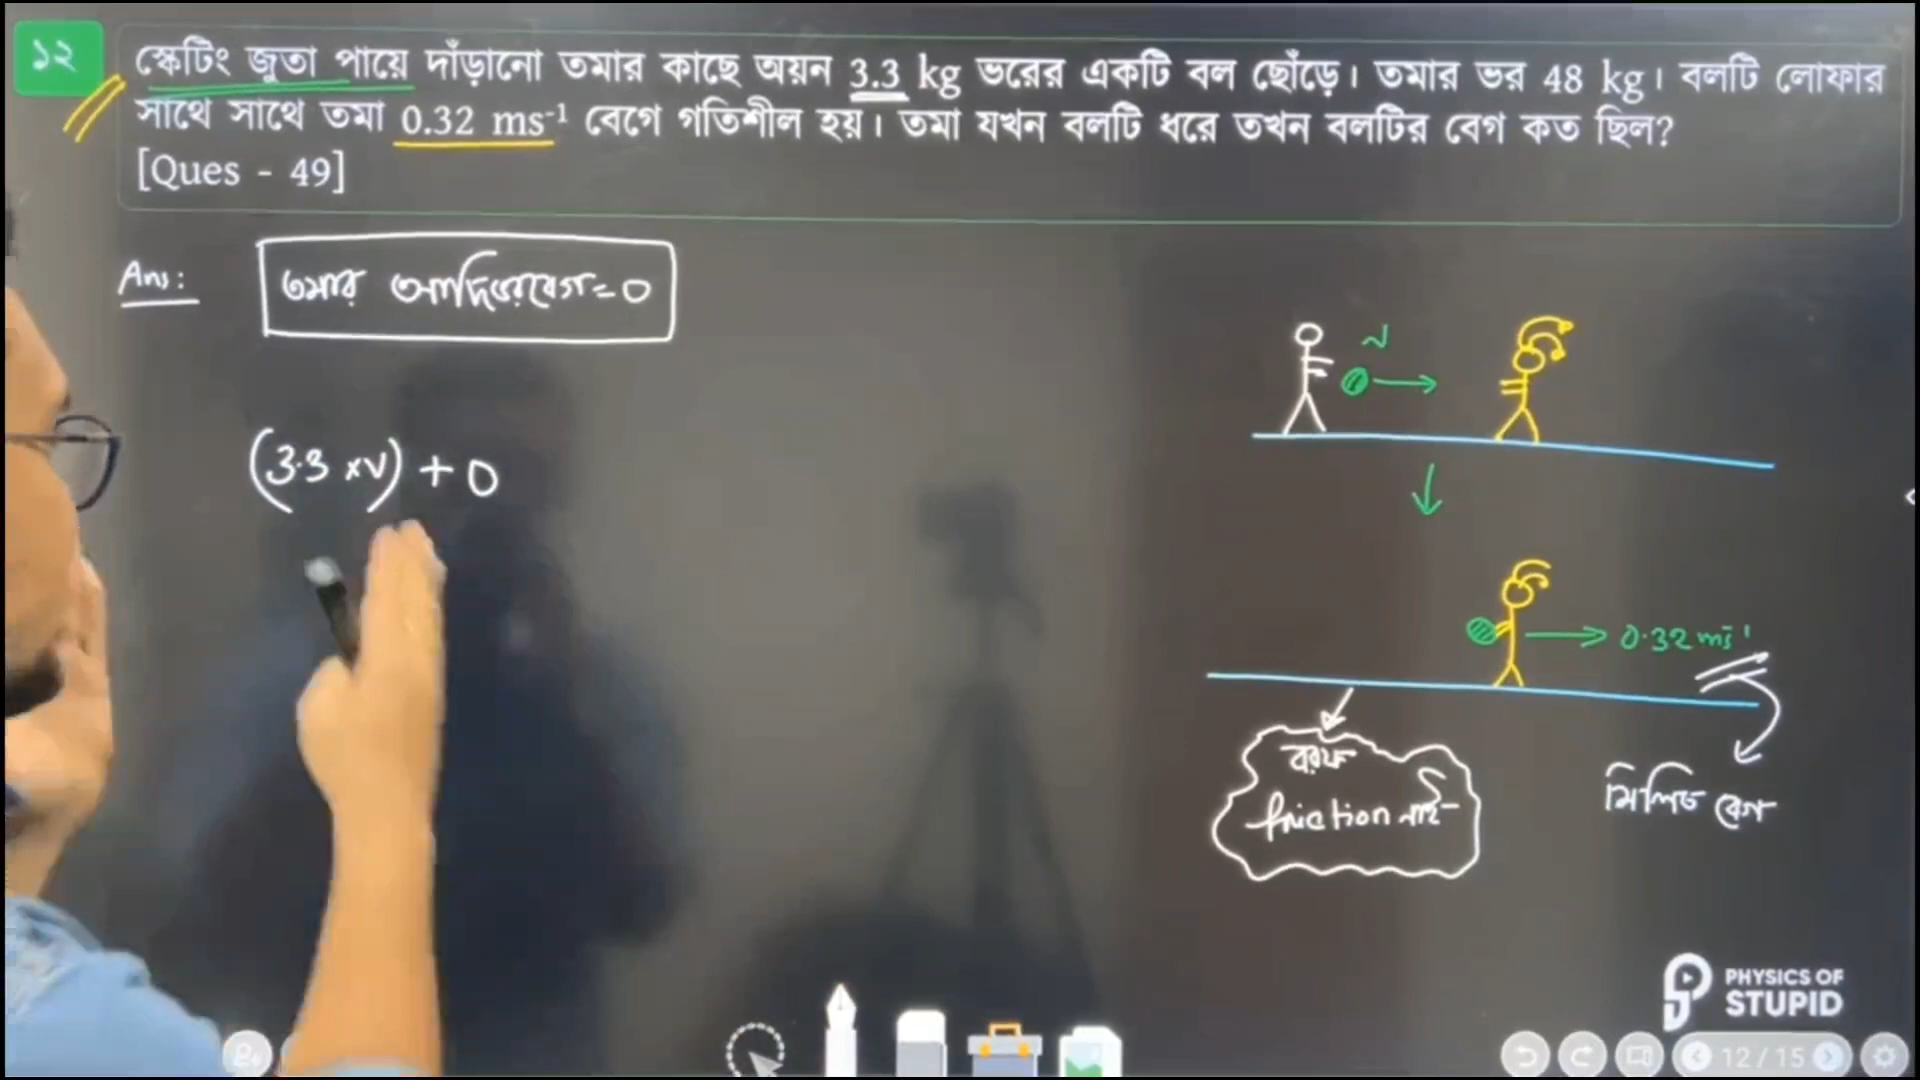 ১২
স্কেটিং জুতা পায়ে দাঁড়ানো তমার কাছে অয়ন 3.3 kg ভরের একটি বল ছোঁড়ে। তমার ভর 48 kg। বলটি লোফার
সাথে সাথে তমা 0.32 ms⁻¹ বেগে গতিশীল হয়। তমা যখন বলটি ধরে তখন বলটির বেগ কত ছিল?
[Ques - 49]
Ans:
তমার আদিবেগ = 0
(3.3 × v) + 0
v
0.32 ms⁻¹
বরফ
friction নাই
মিলিত বেগ
PHYSICS OF
STUPID
12 / 15